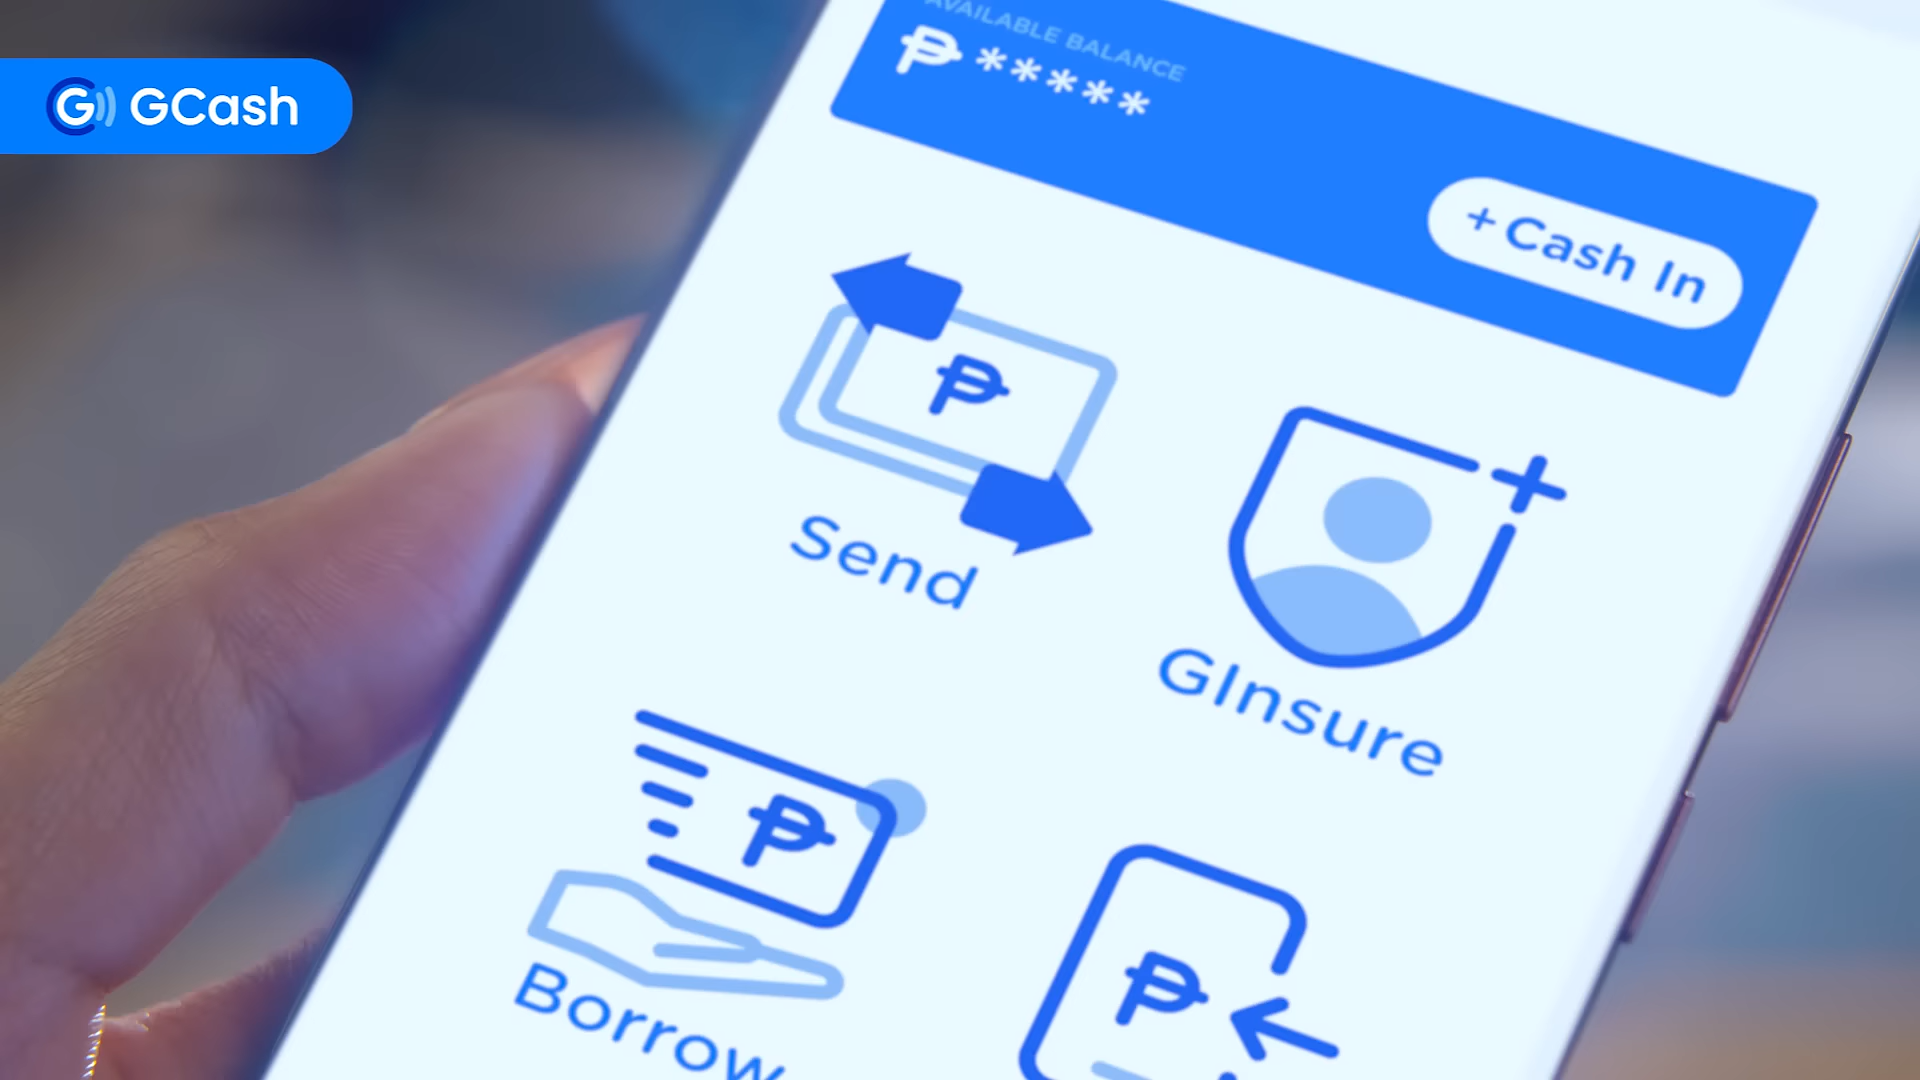 GCash
AVAILABLE BALANCE
₱ *****
+ Cash In
₱
Send
GInsure
₱
Borrow
₱